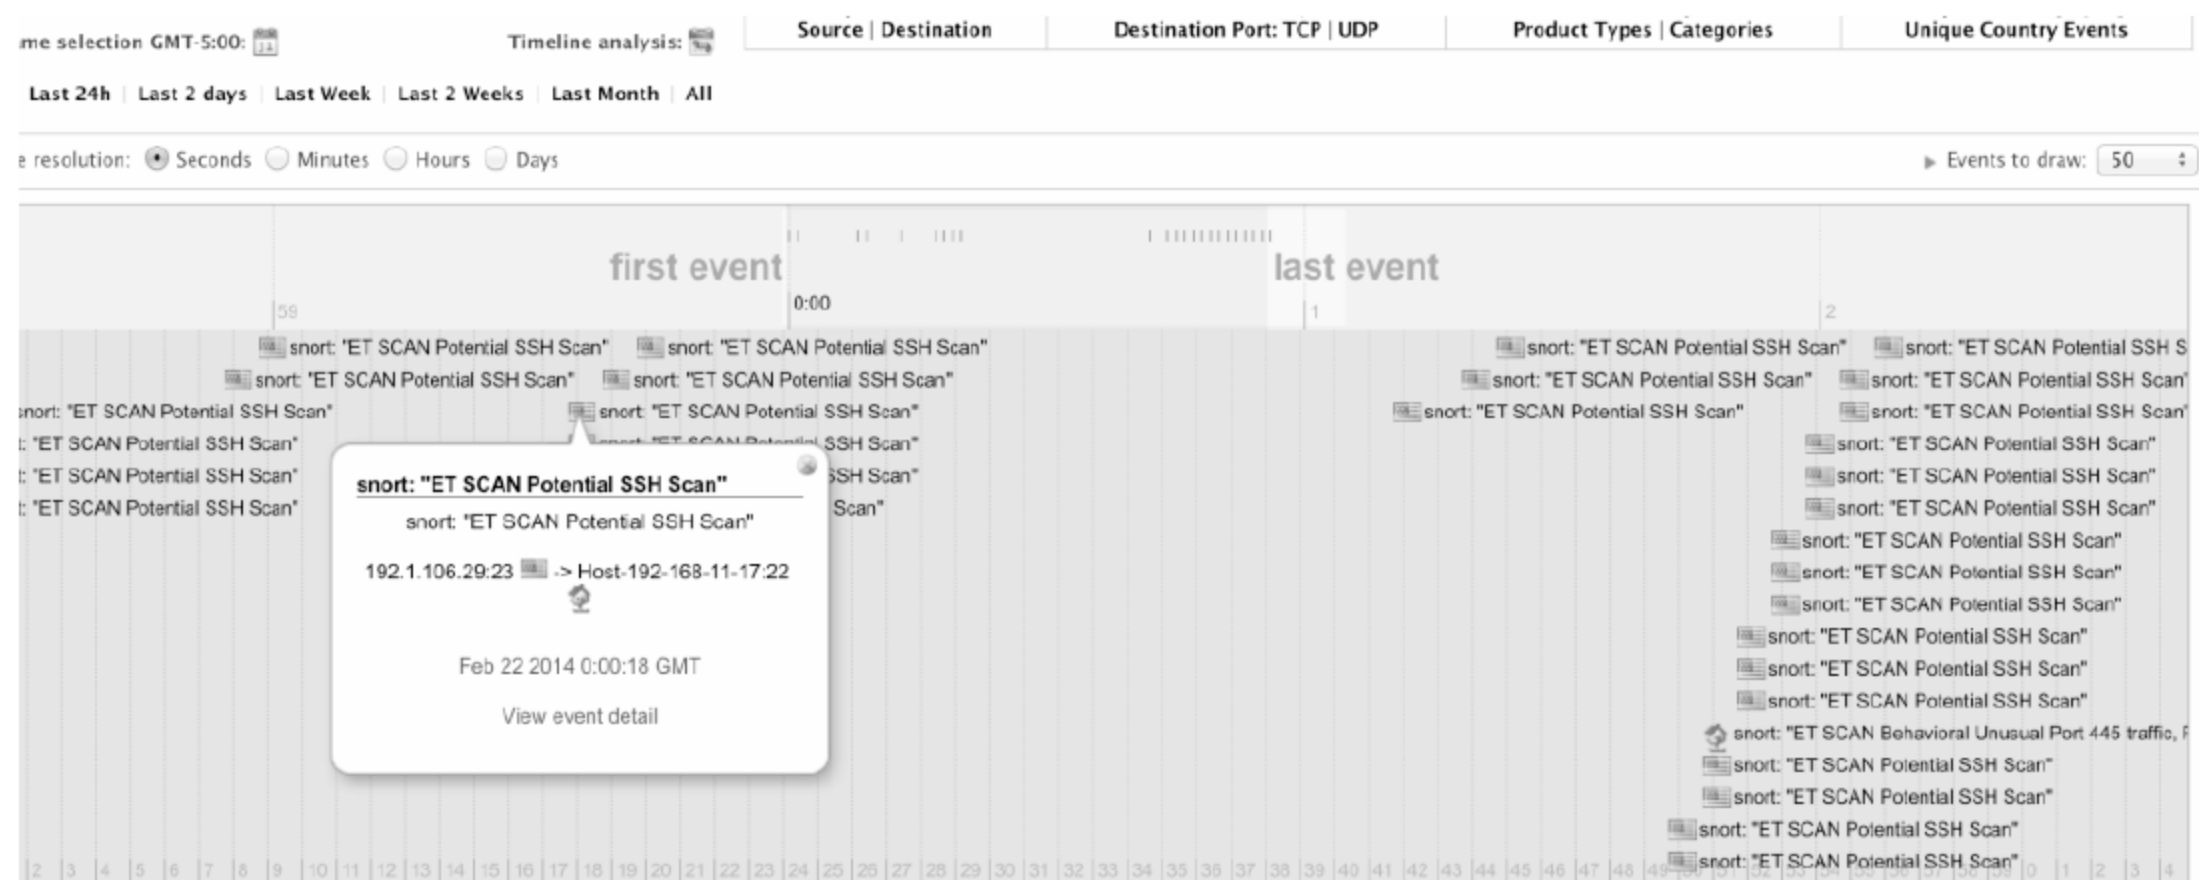 me selection GMT-5:00: Timeline analysis: Source | Destination Destination Port: TCP | UDP Product Types | Categories Unique Country Events
Last 24h | Last 2 days | Last Week | Last 2 Weeks | Last Month | All
e resolution: Seconds Minutes Hours Days Events to draw: 50
first event last event
59 0:00 1 2
snort: "ET SCAN Potential SSH Scan" snort: "ET SCAN Potential SSH Scan" snort: "ET SCAN Potential SSH Scan" snort: "ET SCAN Potential SSH S
snort: "ET SCAN Potential SSH Scan" snort: "ET SCAN Potential SSH Scan" snort: "ET SCAN Potential SSH Scan" snort: "ET SCAN Potential SSH Scan"
snort: "ET SCAN Potential SSH Scan" snort: "ET SCAN Potential SSH Scan" snort: "ET SCAN Potential SSH Scan" snort: "ET SCAN Potential SSH Scan"
t: "ET SCAN Potential SSH Scan" snort: "ET SCAN Potential SSH Scan" snort: "ET SCAN Potential SSH Scan"
t: "ET SCAN Potential SSH Scan" SSH Scan" snort: "ET SCAN Potential SSH Scan"
t: "ET SCAN Potential SSH Scan" Scan" snort: "ET SCAN Potential SSH Scan"
snort: "ET SCAN Potential SSH Scan"
snort: "ET SCAN Potential SSH Scan"
192.1.106.29:23 -> Host-192-168-11-17:22
Feb 22 2014 0:00:18 GMT
View event detail
snort: "ET SCAN Potential SSH Scan"
snort: "ET SCAN Potential SSH Scan"
snort: "ET SCAN Potential SSH Scan"
snort: "ET SCAN Potential SSH Scan"
snort: "ET SCAN Potential SSH Scan"
snort: "ET SCAN Potential SSH Scan"
snort: "ET SCAN Behavioral Unusual Port 445 traffic,
snort: "ET SCAN Potential SSH Scan"
snort: "ET SCAN Potential SSH Scan"
snort: "ET SCAN Potential SSH Scan"
snort: "ET SCAN Potential SSH Scan"
2 3 4 5 6 7 8 9 10 11 12 13 14 15 16 17 18 19 20 21 22 23 24 25 26 27 28 29 30 31 32 33 34 35 36 37 38 39 40 41 42 43 44 45 46 47 48 49 51 52 53 54 55 56 57 58 59 0 1 2 3 4